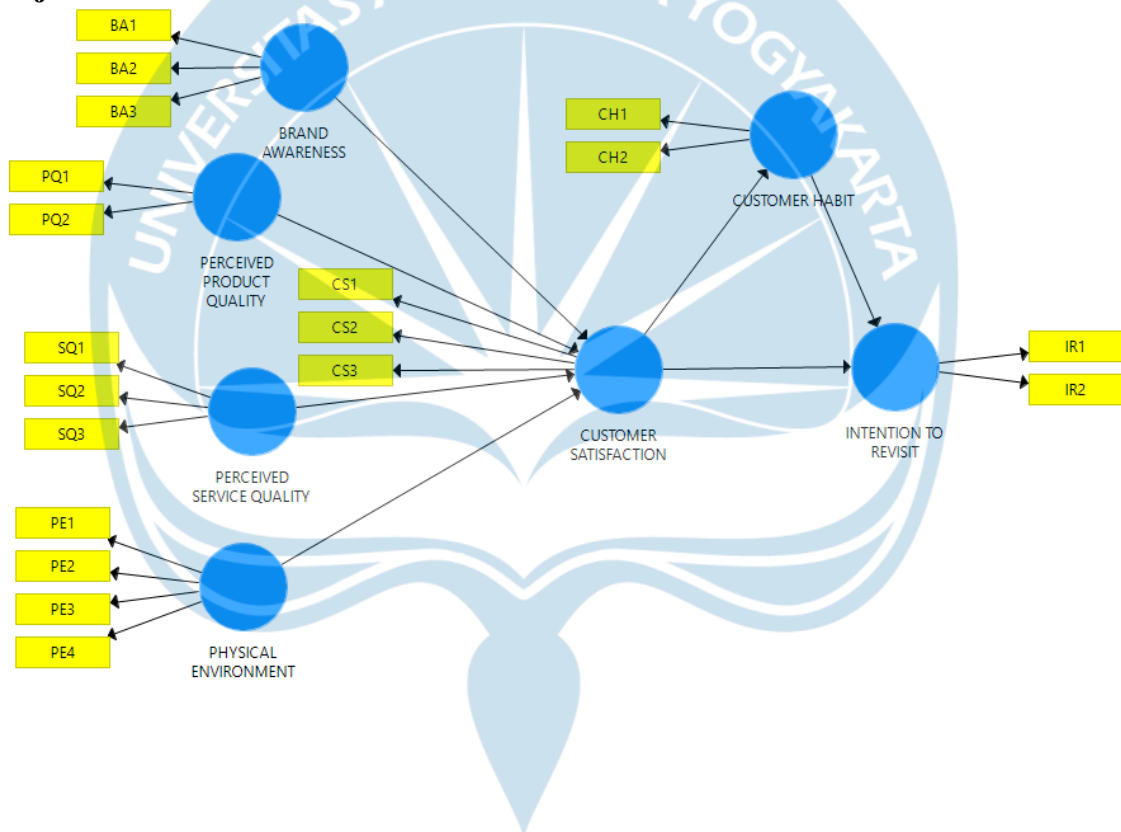 BA1
BA2
BA3
BRAND
AWARENESS
PQ1
PQ2
PERCEIVED
PRODUCT
QUALITY
CH1
CH2
CUSTOMER HABIT
CS1
CS2
CS3
CUSTOMER
SATISFACTION
SQ1
SQ2
SQ3
PERCEIVED
SERVICE QUALITY
IR1
IR2
INTENTION TO
REVISIT
PE1
PE2
PE3
PE4
PHYSICAL
ENVIRONMENT
UNIVERSITAS
YOGYAKARTA